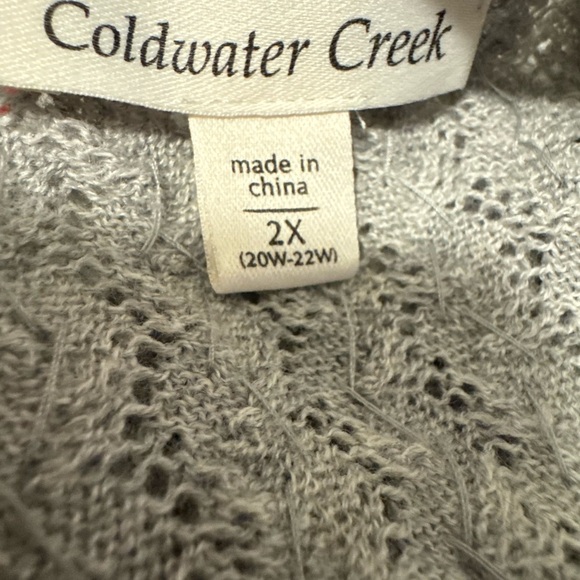 Coldwater Creek
made in
china
2X
(20W-22W)